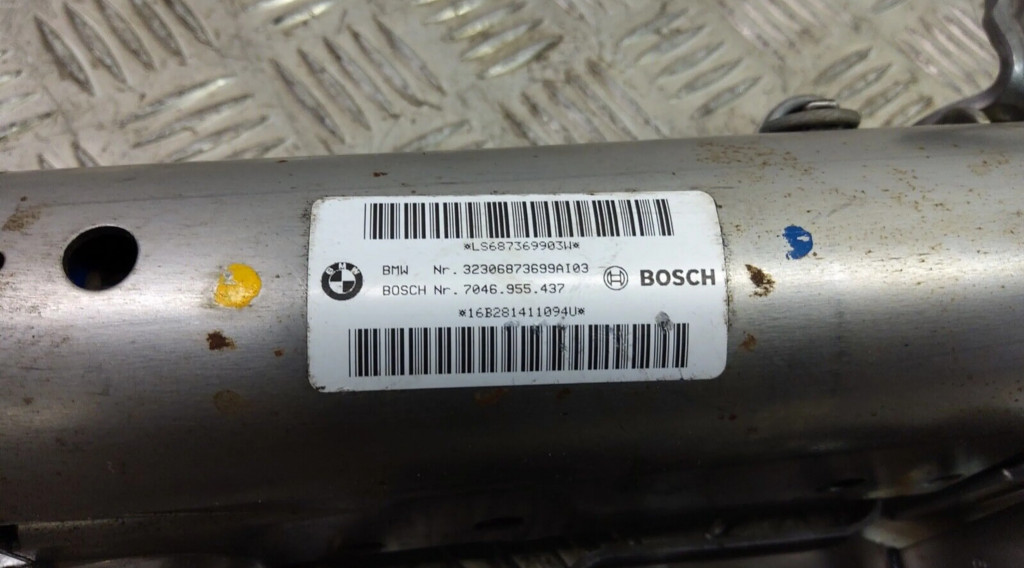 *LS687369903W*
BMW Nr. 32306873699AI03
BOSCH Nr. 7046.955.437
BOSCH
*16B281411094U*